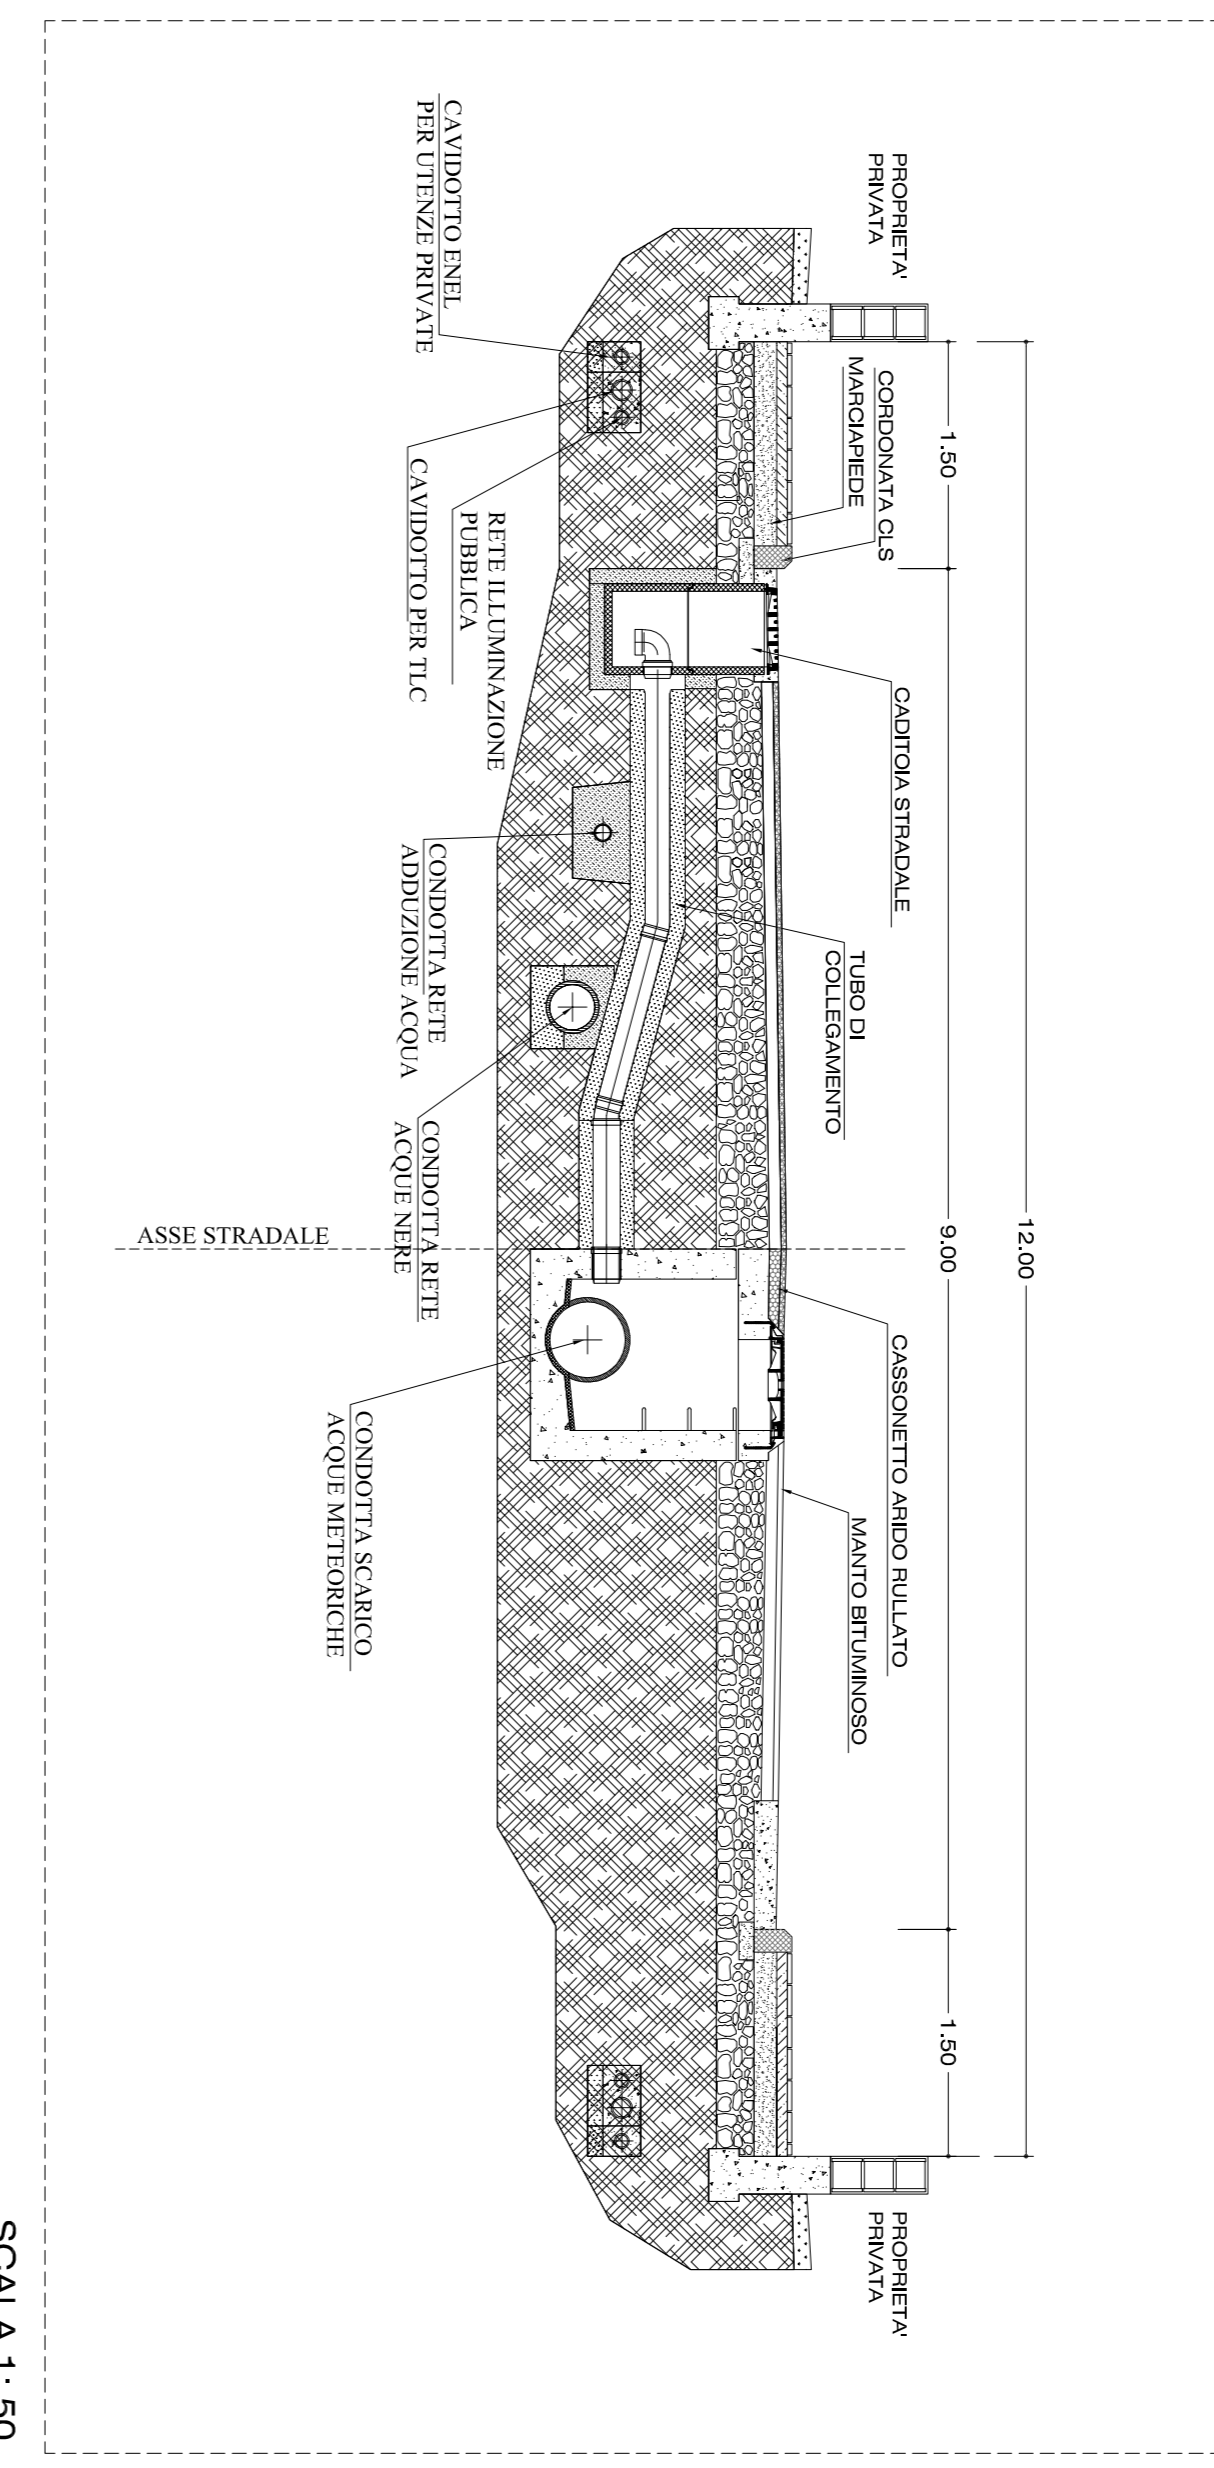 PROPRIETA'
PRIVATA
12.00
1.50
9.00
1.50
CORDONATA CLS
MARCIAPIEDE
CADITOIA STRADALE
TUBO DI
COLLEGAMENTO
CASSONETTO ARIDO RULLATO
MANTO BITUMINOSO
PROPRIETA'
PRIVATA
CAVIDOTTO ENEL
PER UTENZE PRIVATE
RETE ILLUMINAZIONE
PUBBLICA
CAVIDOTTO PER TLC
CONDOTTA RETE
ADDUZIONE ACQUA
CONDOTTA RETE
ACQUE NERE
ASSE STRADALE
CONDOTTA SCARICO
ACQUE METEORICHE
SCALA 1: 50